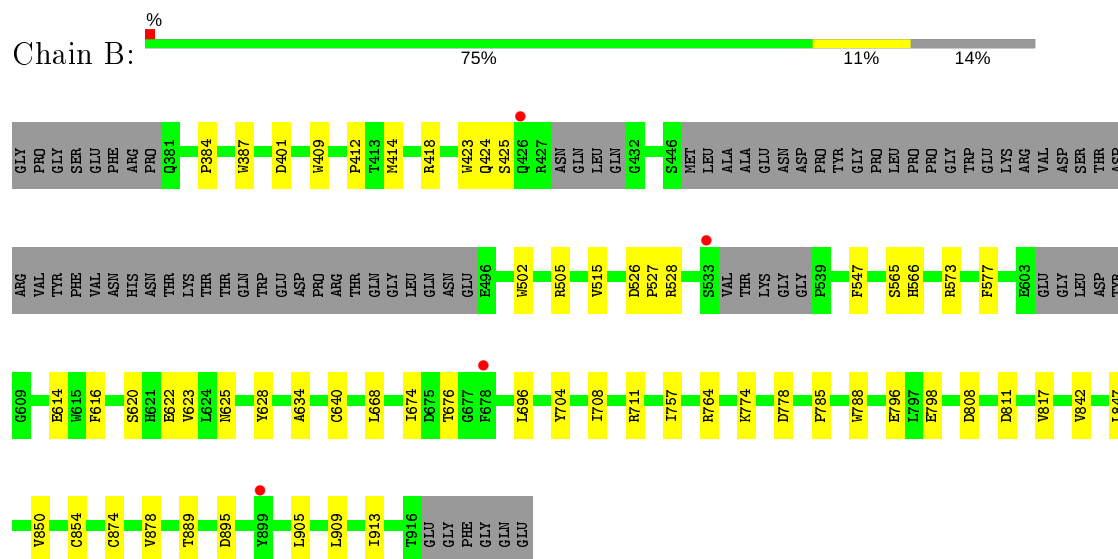 %
Chain B:
75% 11% 14%
GLY PRO GLY SER GLU PHE ARG PRO Q381 P384 W387 D401 W409 P412 T413 M414 R418 W423 Q424 S425 Q426 R427 ASN GLN LEU GLN G432 S446 MET LEU ALA ALA GLU ASN ASP PRO TYR GLY PRO LEU PRO PRO GLY TRP GLU LYS ARG VAL ASP SER THR ASP
ARG VAL TYR PHE VAL ASN HIS ASN THR LYS THR THR GLN TRP GLU ASP PRO ARG THR GLN GLY LEU GLN ASN GLU E496 W502 R505 V515 D526 P527 R528 S533 VAL THR LYS GLY GLY P539 F547 S565 H566 R573 F577 E603 GLU GLY LEU ASP TYR
G609 E614 W615 F616 S620 H621 E622 V623 L624 N625 Y628 A634 C640 L668 I674 D675 T676 G677 F678 L696 Y704 I708 R711 I757 R764 K774 D778 P785 W788 E796 L797 E798 D808 D811 V817 V842 L847
V850 C854 C874 V878 T889 D895 Y899 L905 L909 I913 T916 GLU GLY PHE GLY GLN GLU